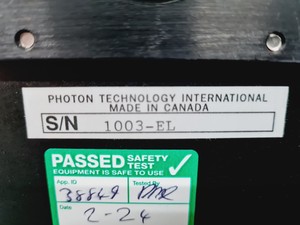 PHOTON TECHNOLOGY INTERNATIONAL
MADE IN CANADA
S/N 1003-EL
PASSED SAFETY TEST
EQUIPMENT IS SAFE TO USE
App. ID Tested By
38849
Date
2-24